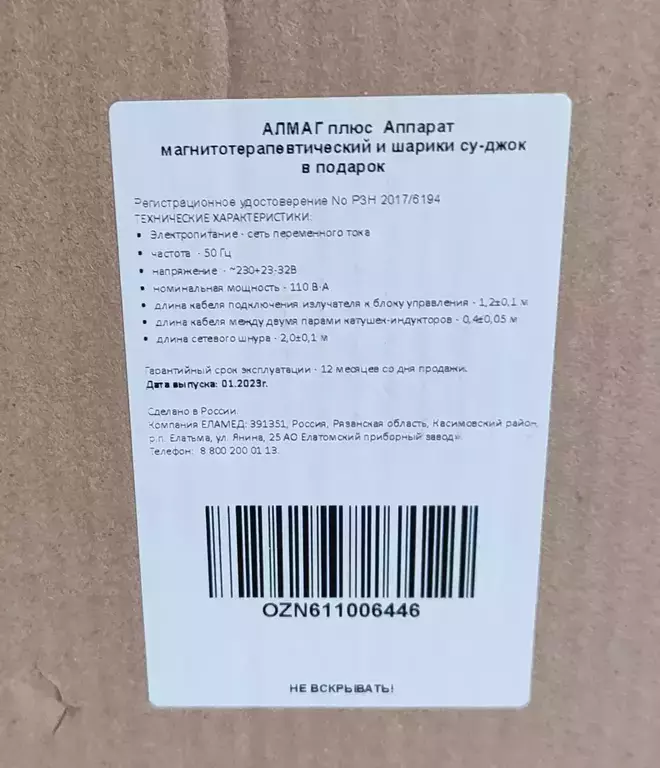 АЛМАГ плюс Аппарат
магнитотерапевтический и шарики су-джок
в подарок
Регистрационное удостоверение No РЗН 2017/6194
ТЕХНИЧЕСКИЕ ХАРАКТЕРИСТИКИ:
• Электропитание - сеть переменного тока
• частота - 50 Гц
• напряжение - ~230+23-32В
• номинальная мощность - 110 В·А
• длина кабеля подключения излучателя к блоку управления - 1,2±0,1 м
• длина кабеля между двумя парами катушек-индукторов - 0,4±0,05 м
• длина сетевого шнура - 2,0±0,1 м
Гарантийный срок эксплуатации - 12 месяцев со дня продажи.
Дата выпуска: 01.2023г.
Сделано в России.
Компания ЕЛАМЕД: 391351, Россия, Рязанская область, Касимовский район,
р.п. Елатьма, ул. Янина, 25 АО Елатомский приборный завод».
Телефон: 8 800 200 01 13.
OZN611006446
НЕ ВСКРЫВАТЬ!